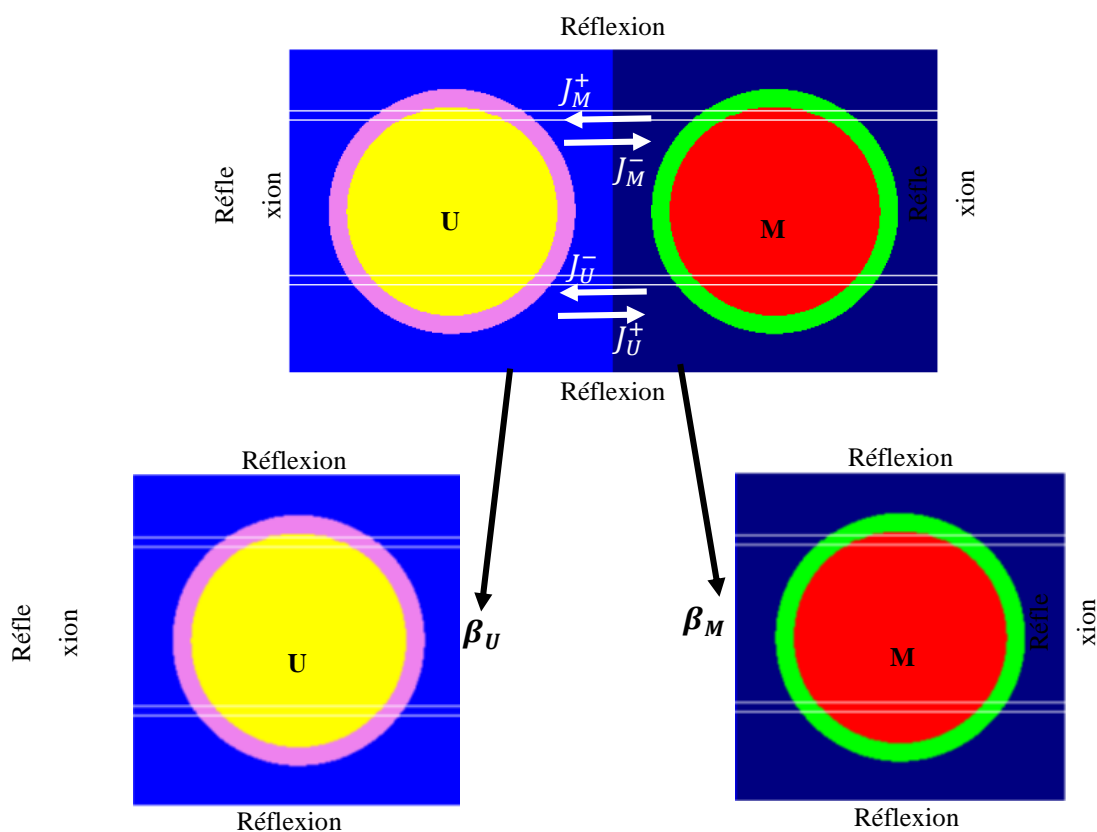 Réflexion
Réfle
xion
U
M
Réfle
xion
J_M^+
J_M^-
J_U^-
J_U^+
Réflexion
Réflexion
Réfle
xion
U
β_U
Réflexion
Réflexion
β_M
M
Réfle
xion
Réflexion